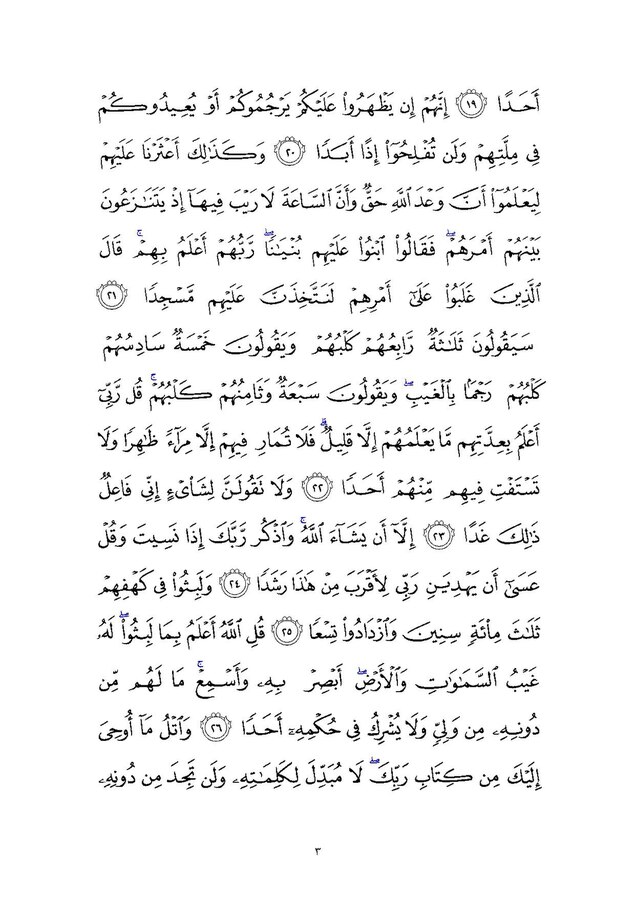 أَحَدًا ١٩ إِنَّهُمْ إِن يَظْهَرُوا۟ عَلَيْكُمْ يَرْجُمُوكُمْ أَوْ يُعِيدُوكُمْ
فِى مِلَّتِهِمْ وَلَن تُفْلِحُوٓا۟ إِذًا أَبَدًا ٢٠ وَكَذَٰلِكَ أَعْثَرْنَا عَلَيْهِمْ
لِيَعْلَمُوٓا۟ أَنَّ وَعْدَ ٱللَّهِ حَقٌّ وَأَنَّ ٱلسَّاعَةَ لَا رَيْبَ فِيهَآ إِذْ يَتَنَٰزَعُونَ
بَيْنَهُمْ أَمْرَهُمْ ۖ فَقَالُوا۟ ٱبْنُوا۟ عَلَيْهِم بُنْيَٰنًا ۖ رَّبُّهُمْ أَعْلَمُ بِهِمْ ۚ قَالَ
ٱلَّذِينَ غَلَبُوا۟ عَلَىٰٓ أَمْرِهِمْ لَنَتَّخِذَنَّ عَلَيْهِم مَّسْجِدًا ٢١
سَيَقُولُونَ ثَلَٰثَةٌ رَّابِعُهُمْ كَلْبُهُمْ وَيَقُولُونَ خَمْسَةٌ سَادِسُهُمْ
كَلْبُهُمْ رَجْمًۢا بِٱلْغَيْبِ ۖ وَيَقُولُونَ سَبْعَةٌ وَثَامِنُهُمْ كَلْبُهُمْ ۚ قُل رَّبِّىٓ
أَعْلَمُ بِعِدَّتِهِم مَّا يَعْلَمُهُمْ إِلَّا قَلِيلٌ ۗ فَلَا تُمَارِ فِيهِمْ إِلَّا مِرَآءً ظَٰهِرًا وَلَا
تَسْتَفْتِ فِيهِم مِّنْهُمْ أَحَدًا ٢٢ وَلَا تَقُولَنَّ لِشَا۟ىْءٍ إِنِّى فَاعِلٌ
ذَٰلِكَ غَدًا ٢٣ إِلَّآ أَن يَشَآءَ ٱللَّهُ ۚ وَٱذْكُر رَّبَّكَ إِذَا نَسِيتَ وَقُلْ
عَسَىٰٓ أَن يَهْدِيَنِ رَبِّى لِأَقْرَبَ مِنْ هَٰذَا رَشَدًا ٢٤ وَلَبِثُوا۟ فِى كَهْفِهِمْ
ثَلَٰثَ مِا۟ئَةٍ سِنِينَ وَٱزْدَادُوا۟ تِسْعًا ٢٥ قُلِ ٱللَّهُ أَعْلَمُ بِمَا لَبِثُوا۟ ۖ لَهُۥ
غَيْبُ ٱلسَّمَٰوَٰتِ وَٱلْأَرْضِ ۖ أَبْصِرْ بِهِۦ وَأَسْمِعْ ۚ مَا لَهُم مِّن
دُونِهِۦ مِن وَلِىٍّ وَلَا يُشْرِكُ فِى حُكْمِهِۦٓ أَحَدًا ٢٦ وَٱتْلُ مَآ أُوحِىَ
إِلَيْكَ مِن كِتَابِ رَبِّكَ ۖ لَا مُبَدِّلَ لِكَلِمَٰتِهِۦ وَلَن تَجِدَ مِن دُونِهِۦ
٣